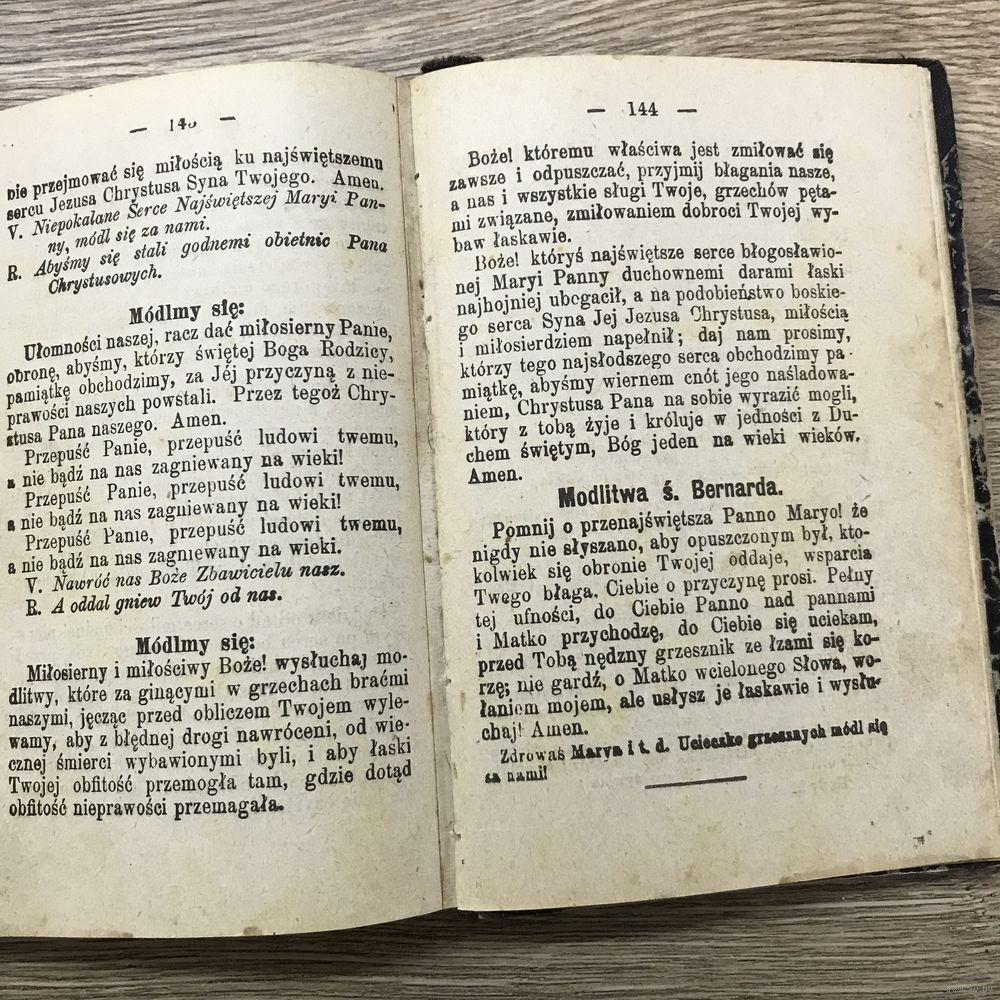 — 143 —
nie przejmować się miłością ku najświętszemu
sercu Jezusa Chrystusa Syna Twojego. Amen.
V. Niepokalane Serce Najświętszej Maryi Pan-
ny, módl się za nami.
R. Abyśmy się stali godnemi obietnic Pana
Chrystusowych.
Módlmy się:
Ułomności naszej, racz dać miłosierny Panie,
obronę, abyśmy, którzy świętej Boga Rodzicy,
pamiątkę obchodzimy, za Jéj przyczyną z nie-
prawości naszych powstali. Przez tegoż Chry-
stusa Pana naszego. Amen.
Przepuść Panie, przepuść ludowi twemu,
a nie bądź na nas zagniewany na wieki!
Przepuść Panie, przepuść ludowi twemu,
a nie bądź na nas zagniewany na wieki!
Przepuść Panie, przepuść ludowi twemu,
a nie bądź na nas zagniewany na wieki.
V. Nawróć nas Boże Zbawicielu nasz.
R. A oddal gniew Twój od nas.
Módlmy się:
Miłosierny i miłościwy Boże! wysłuchaj mo-
dlitwy, które za ginącymi w grzechach braćmi
naszymi, jęcząc przed obliczem Twojem wyle-
wamy, aby z błędnej drogi nawróceni, od wie-
cznej śmierci wybawionymi byli, i aby łaski
Twojej obfitość przemogła tam, gdzie dotąd
obfitość nieprawości przemagała.
— 144 —
Boże! któremu właściwa jest zmiłować się
zawsze i odpuszczać, przyjmij błagania nasze,
a nas i wszystkie sługi Twoje, grzechów pęta-
mi związane, zmiłowaniem dobroci Twojej wy-
baw łaskawie.
Boże! któryś najświętsze serce błogosławio-
nej Maryi Panny duchownemi darami łaski
najhojniej ubogacił, a na podobieństwo boskie-
go serca Syna Jej Jezusa Chrystusa, miłością
i miłosierdziem napełnił; daj nam prosimy,
którzy tego najsłodszego serca obchodzimy pa-
miątkę, abyśmy wiernem cnót jego naśladowa-
niem, Chrystusa Pana na sobie wyrazić mogli,
który z tobą żyje i króluje w jedności z Du-
chem świętym, Bóg jeden na wieki wieków.
Amen.
Modlitwa ś. Bernarda.
Pomnij o przenajświętsza Panno Maryo! że
nigdy nie słyszano, aby opuszczonym był, kto-
kolwiek się obronie Twojej oddaje, wsparcia
Twego błaga, Ciebie o przyczynę prosi. Pełny
tej ufności, do Ciebie Panno nad pannami
i Matko przychodzę, do Ciebie się uciekam,
przed Tobą nędzny grzesznik ze łzami się ko-
rzę; nie gardź, o Matko wcielonego Słowa, wo-
łaniem mojem, ale usłysz je łaskawie i wysłu-
chaj! Amen.
Zdrowaś Marya i t. d. Ucieczko grzesznych módl się
za nami!